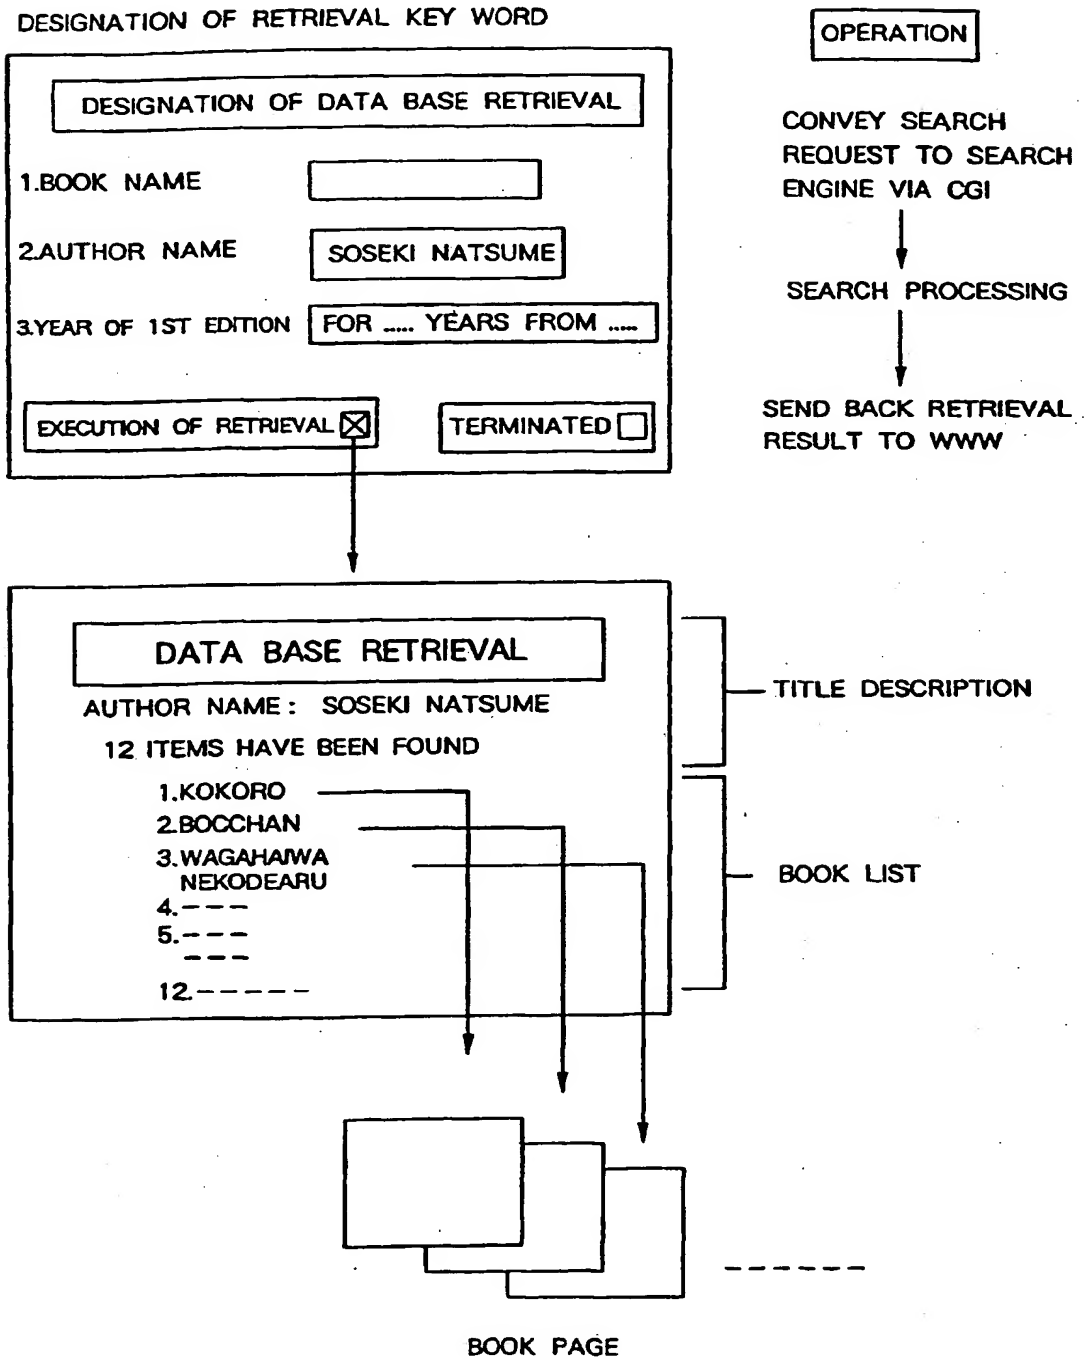 DESIGNATION OF RETRIEVAL KEY WORD
DESIGNATION OF DATA BASE RETRIEVAL
1.BOOK NAME
2.AUTHOR NAME
SOSEKI NATSUME
3.YEAR OF 1ST EDITION
FOR ..... YEARS FROM .....
EXECUTION OF RETRIEVAL
TERMINATED
OPERATION
CONVEY SEARCH
REQUEST TO SEARCH
ENGINE VIA CGI
SEARCH PROCESSING
SEND BACK RETRIEVAL
RESULT TO WWW
DATA BASE RETRIEVAL
AUTHOR NAME: SOSEKI NATSUME
12 ITEMS HAVE BEEN FOUND
1.KOKORO
2.BOCCHAN
3.WAGAHAIWA
NEKODEARU
4.---
5.---
---
12.-----
TITLE DESCRIPTION
BOOK LIST
------
BOOK PAGE